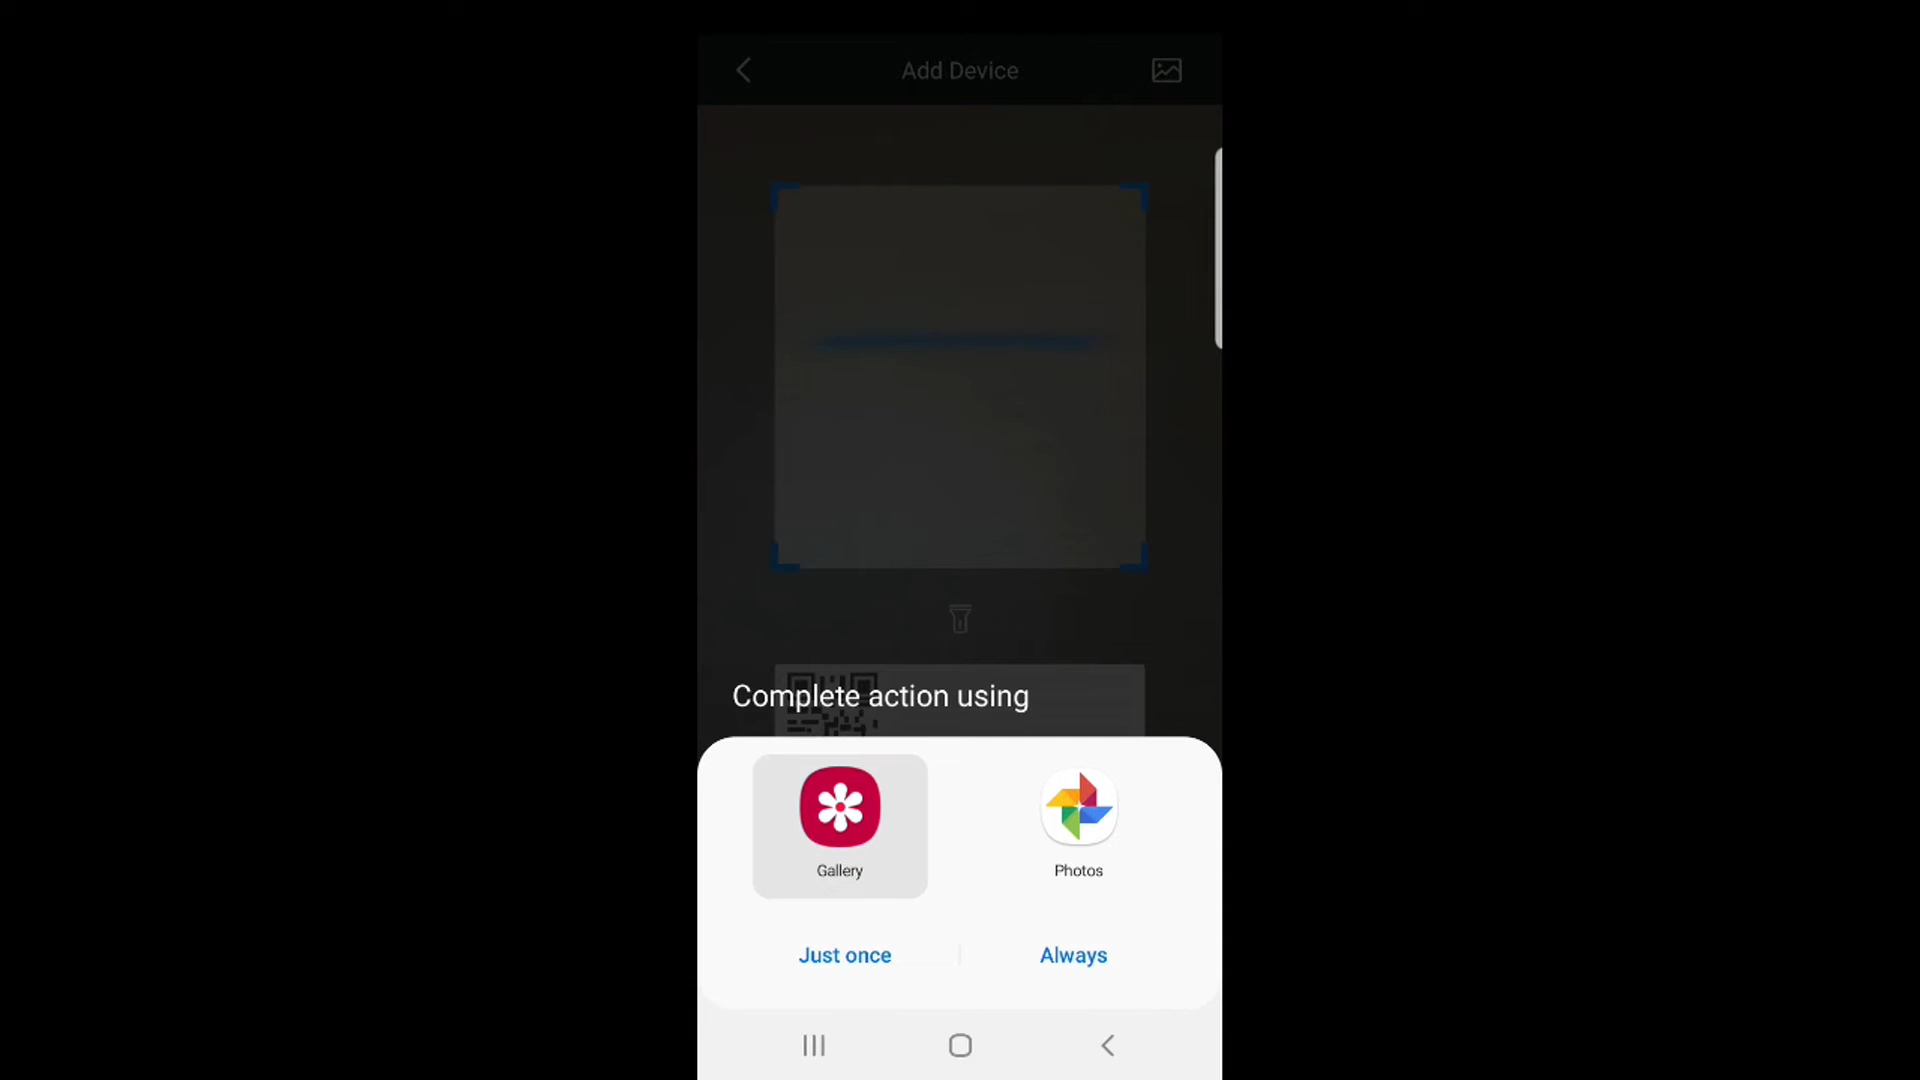 Add Device
Complete action using
Gallery
Photos
Just once
Always